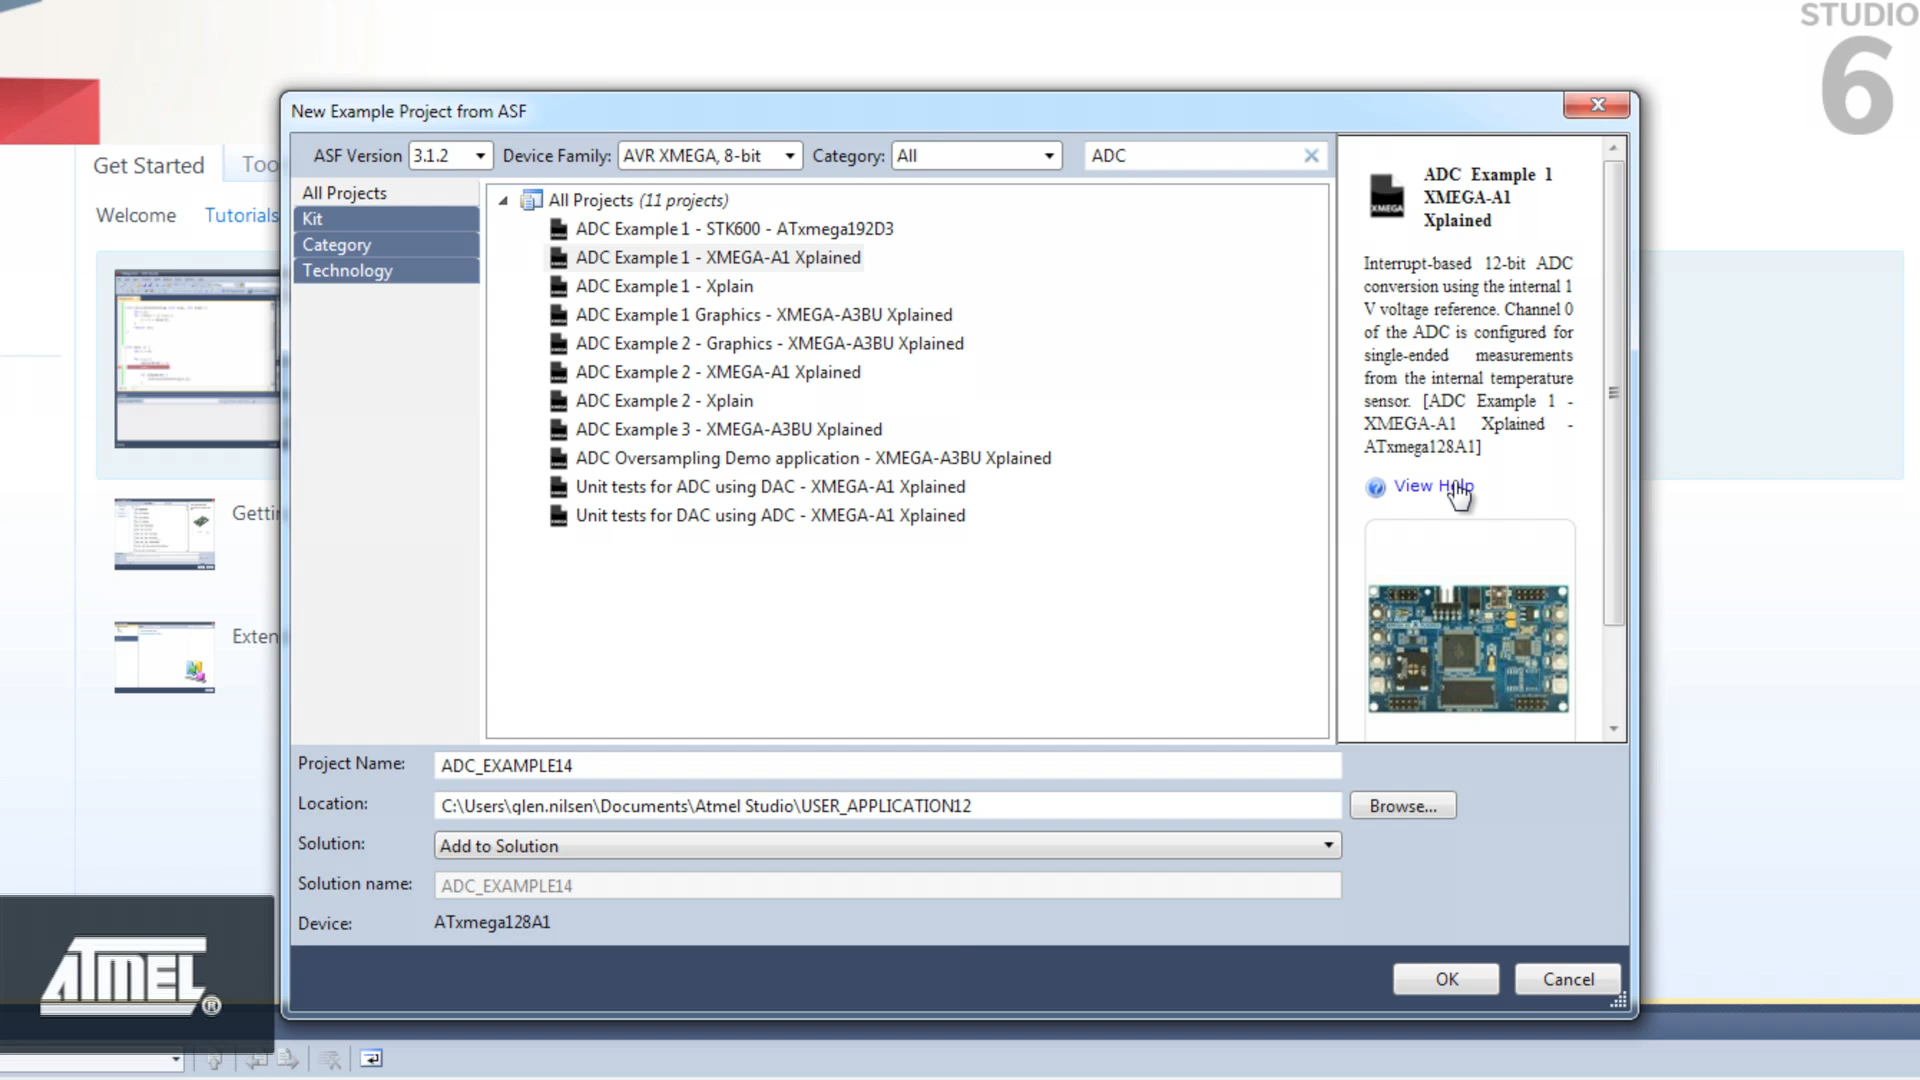 STUDIO
6
New Example Project from ASF
ASF Version 3.1.2 Device Family: AVR XMEGA, 8-bit Category: All ADC
Get Started
Too
Welcome Tutorials
All Projects
Kit
Category
Technology
All Projects (11 projects)
ADC Example 1 - STK600 - ATxmega192D3
ADC Example 1 - XMEGA-A1 Xplained
ADC Example 1 - Xplain
ADC Example 1 Graphics - XMEGA-A3BU Xplained
ADC Example 2 - Graphics - XMEGA-A3BU Xplained
ADC Example 2 - XMEGA-A1 Xplained
ADC Example 2 - Xplain
ADC Example 3 - XMEGA-A3BU Xplained
ADC Oversampling Demo application - XMEGA-A3BU Xplained
Unit tests for ADC using DAC - XMEGA-A1 Xplained
Unit tests for DAC using ADC - XMEGA-A1 Xplained
XMEGA
ADC Example 1
XMEGA-A1
Xplained
Interrupt-based 12-bit ADC
conversion using the internal 1
V voltage reference. Channel 0
of the ADC is configured for
single-ended measurements
from the internal temperature
sensor. [ADC Example 1 -
XMEGA-A1 Xplained -
ATxmega128A1]
View Help
Getti
Exten
Project Name: ADC_EXAMPLE14
Location: C:\Users\glen.nilsen\Documents\Atmel Studio\USER_APPLICATION12
Browse...
Solution: Add to Solution
Solution name: ADC_EXAMPLE14
Device: ATxmega128A1
OK
Cancel
ATMEL®